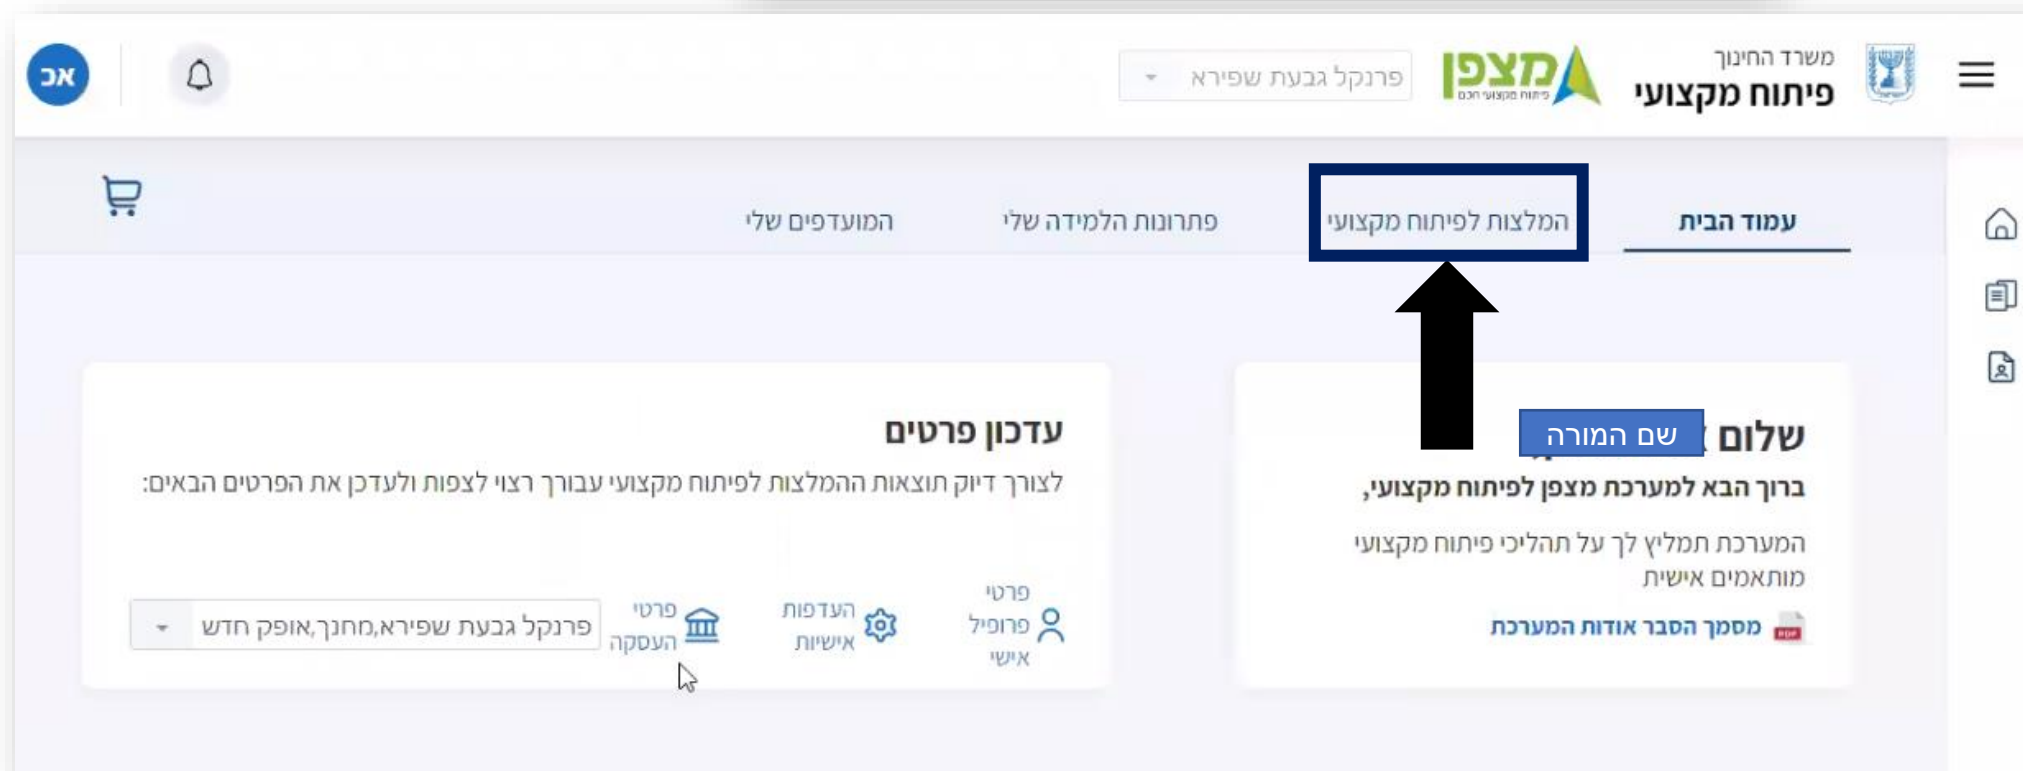 משרד החינוך
פיתוח מקצועי
מצפן
פיתוח מקצועי חכם
פרנקל גבעת שפירא
אכ
עמוד הבית
המלצות לפיתוח מקצועי
פתרונות הלמידה שלי
המועדפים שלי
שלום
שם המורה
ברוך הבא למערכת מצפן לפיתוח מקצועי,
המערכת תמליץ לך על תהליכי פיתוח מקצועי
מותאמים אישית
מסמך הסבר אודות המערכת
PDF
עדכון פרטים
לצורך דיוק תוצאות ההמלצות לפיתוח מקצועי עבורך רצוי לצפות ולעדכן את הפרטים הבאים:
פרטי
פרופיל
אישי
העדפות
אישיות
פרטי
העסקה
פרנקל גבעת שפירא,מחנך,אופק חדש